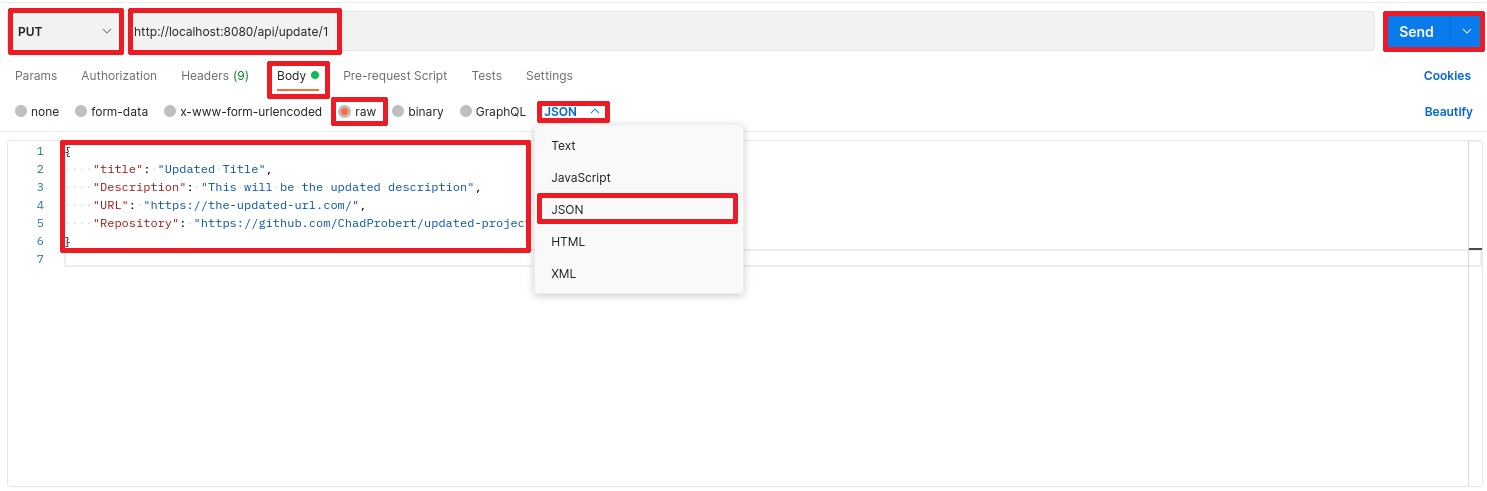 PUT http://localhost:8080/api/update/1 Send
Params Authorization Headers (9) Body Pre-request Script Tests Settings Cookies
none form-data x-www-form-urlencoded raw binary GraphQL JSON Beautify
1 {
2 "title": "Updated Title",
3 "Description": "This will be the updated description",
4 "URL": "https://the-updated-url.com/",
5 "Repository": "https://github.com/ChadProbert/updated-projec
6 }
7
Text
JavaScript
JSON
HTML
XML